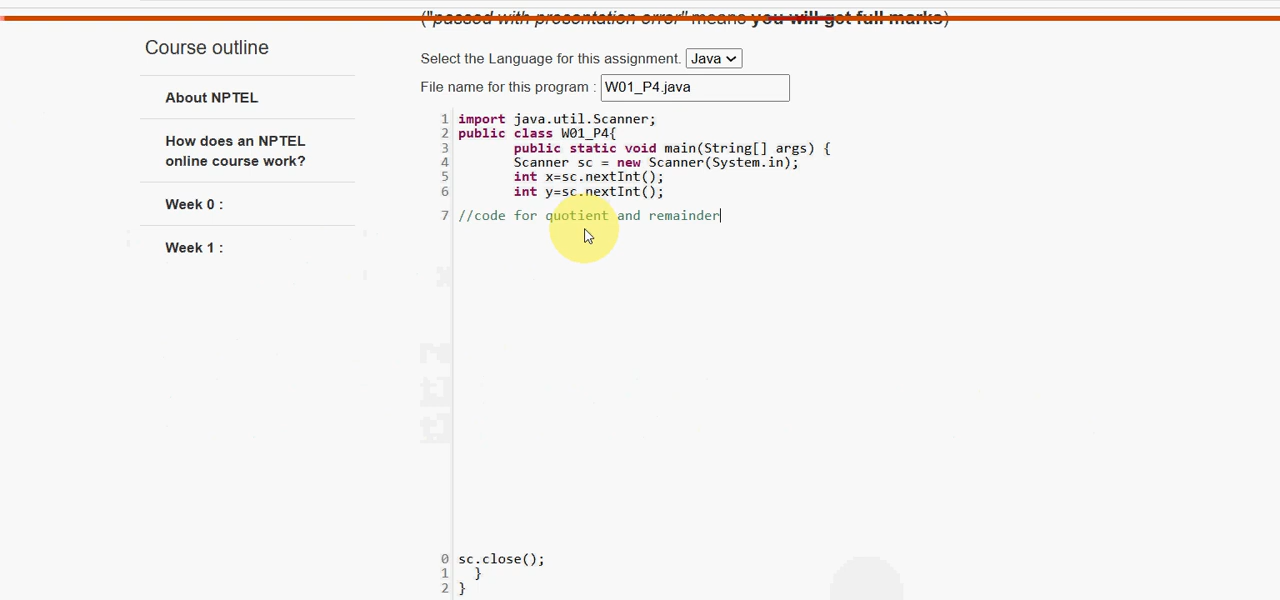 ("passed with presentation error" means you will get full marks)
Course outline
Select the Language for this assignment. Java
File name for this program : W01_P4.java
About NPTEL
How does an NPTEL
online course work?
Week 0 :
Week 1 :
1 import java.util.Scanner;
2 public class W01_P4{
3 public static void main(String[] args) {
4 Scanner sc = new Scanner(System.in);
5 int x=sc.nextInt();
6 int y=sc.nextInt();
7 //code for quotient and remainder
0 sc.close();
1 }
2 }